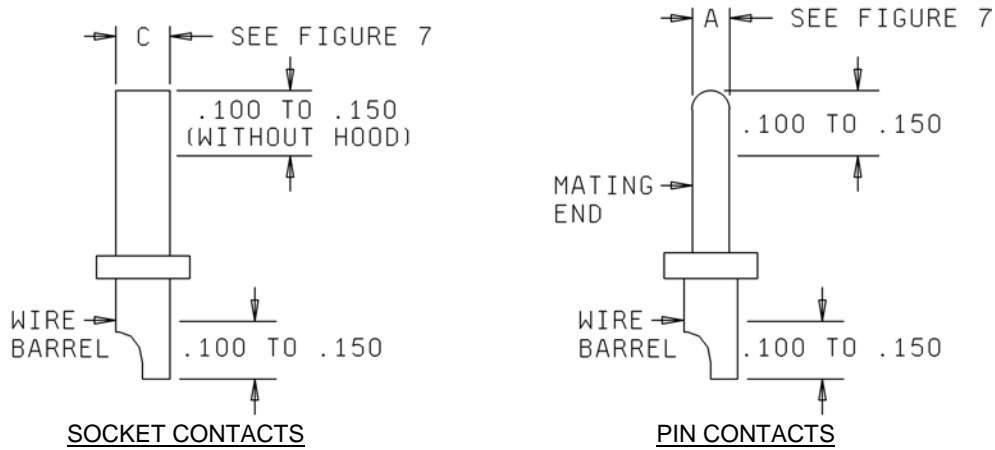 C
SEE FIGURE 7
.100 TO .150
(WITHOUT HOOD)
WIRE
BARREL
.100 TO .150
SOCKET CONTACTS
A
SEE FIGURE 7
.100 TO .150
MATING
END
WIRE
BARREL
.100 TO .150
PIN CONTACTS